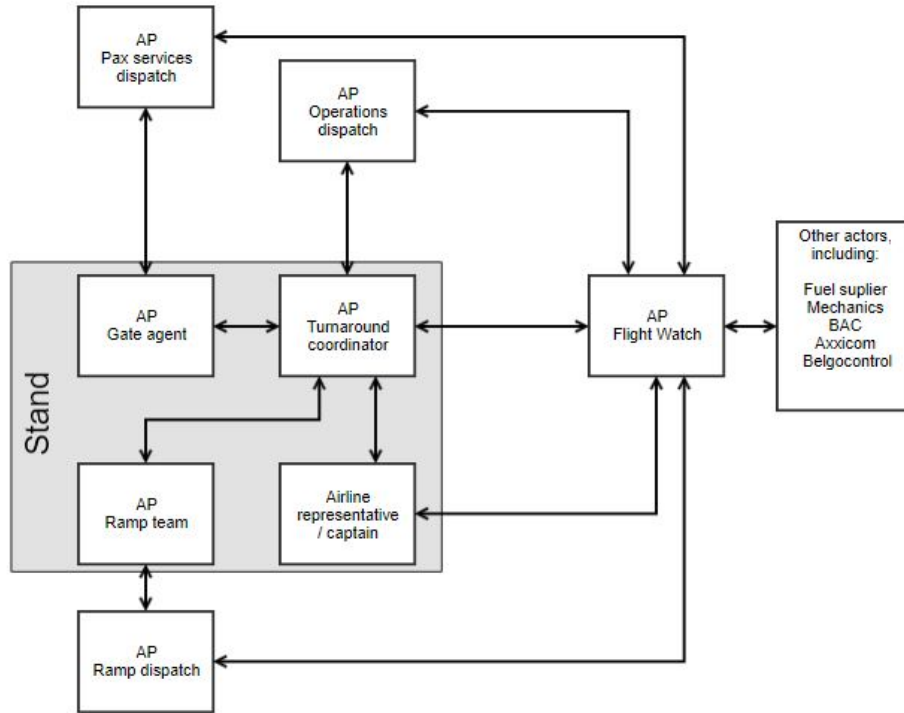 AP
Pax services
dispatch
AP
Operations
dispatch
Other actors,
including:
Fuel suplier
Mechanics
BAC
Axxicom
Belgocontrol
Stand
AP
Gate agent
AP
Turnaround
coordinator
AP
Flight Watch
AP
Ramp team
Airline
representative
/ captain
AP
Ramp dispatch